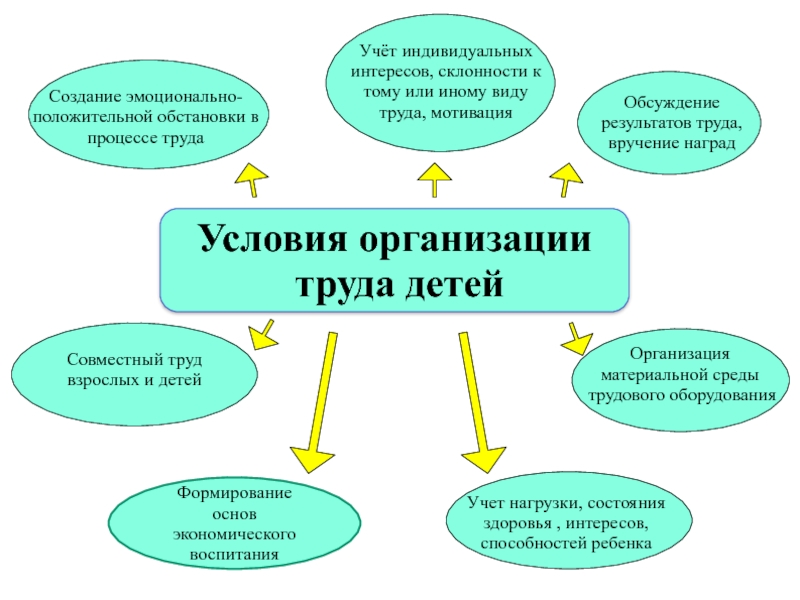 Учёт индивидуальных
интересов, склонности к
тому или иному виду
труда, мотивация
Создание эмоционально-
положительной обстановки в
процессе труда
Обсуждение
результатов труда,
вручение наград
Условия организации
труда детей
Совместный труд
взрослых и детей
Организация
материальной среды
трудового оборудования
Формирование
основ
экономического
воспитания
Учет нагрузки, состояния
здоровья , интересов,
способностей ребенка